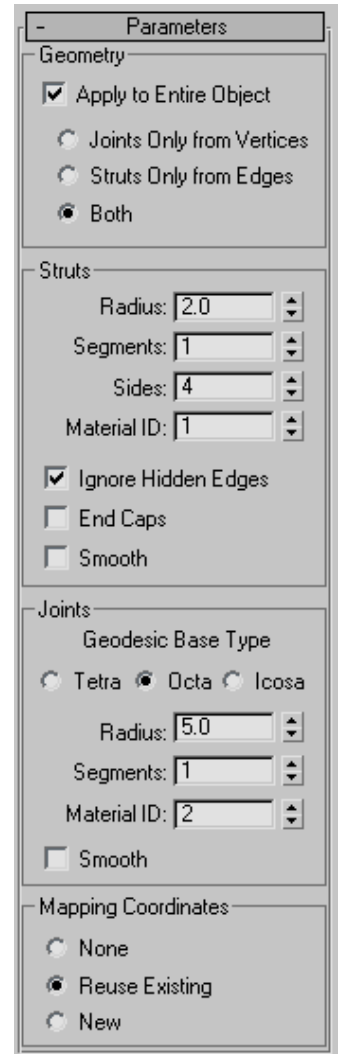 - Parameters
Geometry
Apply to Entire Object
Joints Only from Vertices
Struts Only from Edges
Both
Struts
Radius: 2.0
Segments: 1
Sides: 4
Material ID: 1
Ignore Hidden Edges
End Caps
Smooth
Joints
Geodesic Base Type
Tetra Octa Icosa
Radius: 5.0
Segments: 1
Material ID: 2
Smooth
Mapping Coordinates
None
Reuse Existing
New